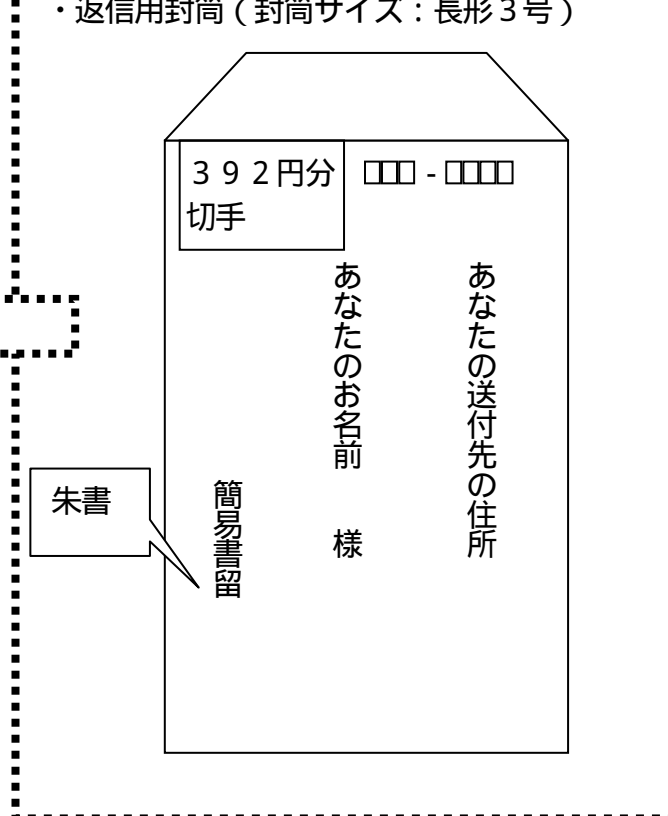 ・返信用封筒（封筒サイズ：長形３号）
３９２円分
切手
□□□-□□□□
あなたの送付先の住所
あなたのお名前　様
簡易書留
朱書